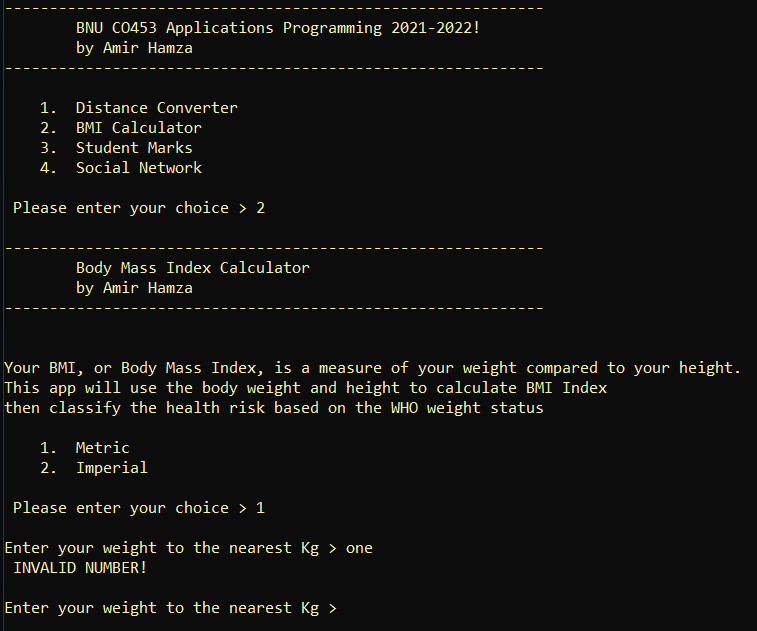 ------------------------------------------------------------
BNU CO453 Applications Programming 2021-2022!
by Amir Hamza
------------------------------------------------------------
1. Distance Converter
2. BMI Calculator
3. Student Marks
4. Social Network
Please enter your choice > 2
------------------------------------------------------------
Body Mass Index Calculator
by Amir Hamza
------------------------------------------------------------
Your BMI, or Body Mass Index, is a measure of your weight compared to your height.
This app will use the body weight and height to calculate BMI Index
then classify the health risk based on the WHO weight status
1. Metric
2. Imperial
Please enter your choice > 1
Enter your weight to the nearest Kg > one
INVALID NUMBER!
Enter your weight to the nearest Kg >